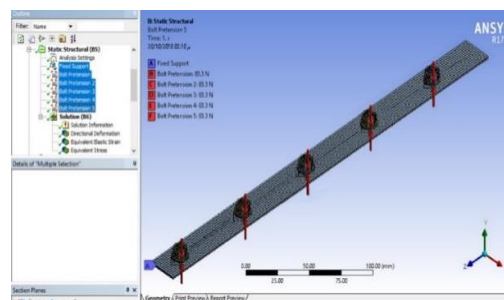 Outline
Filter: Name
Static Structural (B5)
Analysis Settings
Fixed Support
Bolt Pretension
Bolt Pretension 2
Bolt Pretension 3
Bolt Pretension 4
Bolt Pretension 5
Solution (B6)
Solution Information
Directional Deformation
Equivalent Elastic Strain
Equivalent Stress
Details of "Multiple Selection"
Section Planes
B: Static Structural
Bolt Pretension 5
Time: 1. s
A Fixed Support
Bolt Pretension:
Bolt Pretension 2:
Bolt Pretension 3:
Bolt Pretension 4:
Bolt Pretension 5:
ANSY
R17
A
0.00 50.00 100.00 (mm)
25.00 75.00
Z
Geometry Print Preview Report Preview